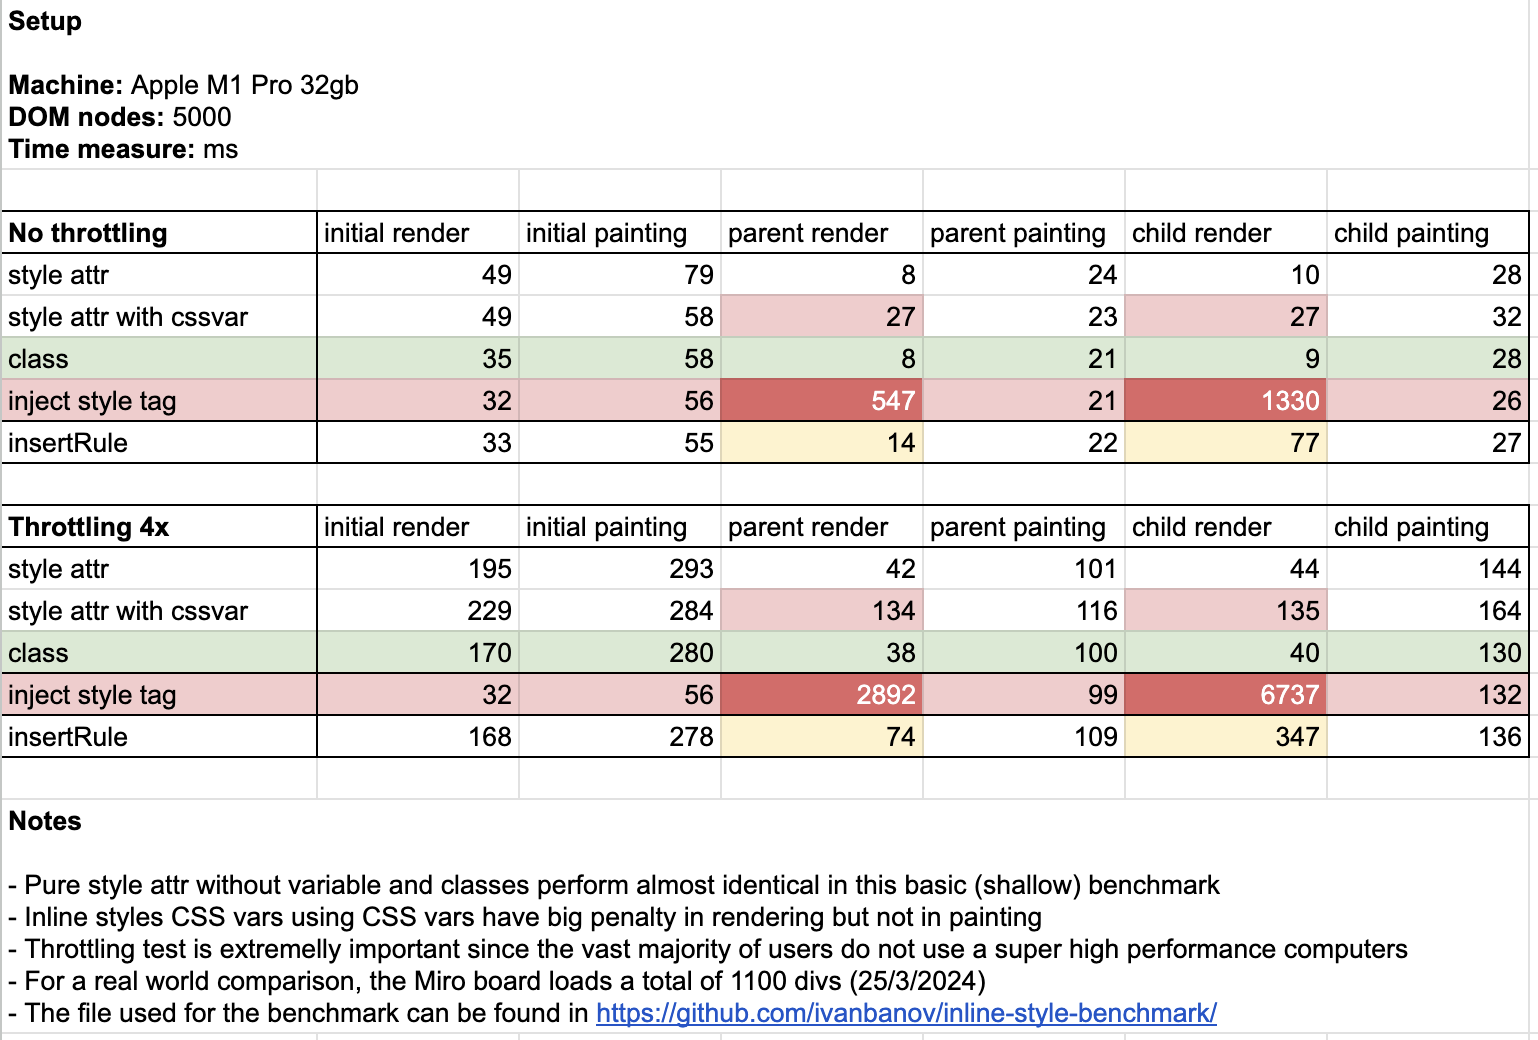 Setup
Machine: Apple M1 Pro 32gb
DOM nodes: 5000
Time measure: ms
No throttling initial render initial painting parent render parent painting child render child painting
style attr 49 79 8 24 10 28
style attr with cssvar 49 58 27 23 27 32
class 35 58 8 21 9 28
inject style tag 32 56 547 21 1330 26
insertRule 33 55 14 22 77 27
Throttling 4x initial render initial painting parent render parent painting child render child painting
style attr 195 293 42 101 44 144
style attr with cssvar 229 284 134 116 135 164
class 170 280 38 100 40 130
inject style tag 32 56 2892 99 6737 132
insertRule 168 278 74 109 347 136
Notes
- Pure style attr without variable and classes perform almost identical in this basic (shallow) benchmark
- Inline styles CSS vars using CSS vars have big penalty in rendering but not in painting
- Throttling test is extremelly important since the vast majority of users do not use a super high performance computers
- For a real world comparison, the Miro board loads a total of 1100 divs (25/3/2024)
- The file used for the benchmark can be found in https://github.com/ivanbanov/inline-style-benchmark/